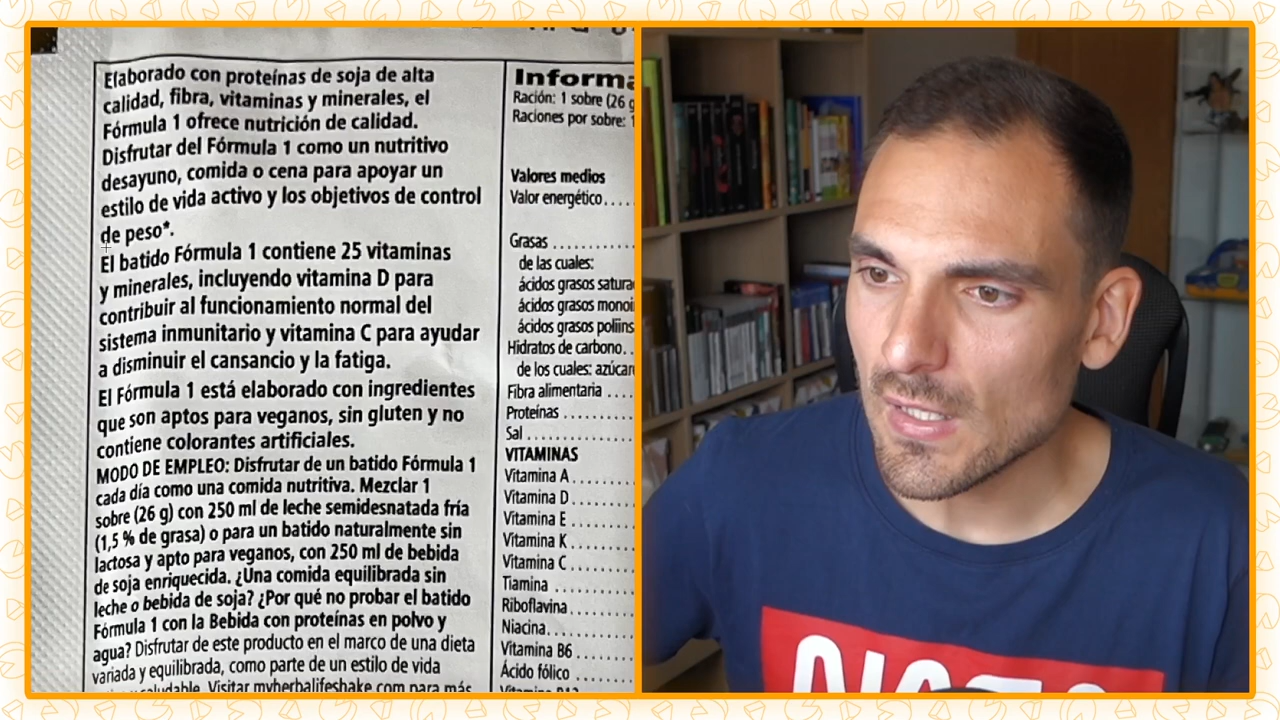 Elaborado con proteínas de soja de alta
calidad, fibra, vitaminas y minerales, el
Fórmula 1 ofrece nutrición de calidad.
Disfrutar del Fórmula 1 como un nutritivo
desayuno, comida o cena para apoyar un
estilo de vida activo y los objetivos de control
de peso*.
El batido Fórmula 1 contiene 25 vitaminas
y minerales, incluyendo vitamina D para
contribuir al funcionamiento normal del
sistema inmunitario y vitamina C para ayudar
a disminuir el cansancio y la fatiga.
El Fórmula 1 está elaborado con ingredientes
que son aptos para veganos, sin gluten y no
contiene colorantes artificiales.
MODO DE EMPLEO: Disfrutar de un batido Fórmula 1
cada día como una comida nutritiva. Mezclar 1
sobre (26 g) con 250 ml de leche semidesnatada fría
(1,5 % de grasa) o para un batido naturalmente sin
lactosa y apto para veganos, con 250 ml de bebida
de soja enriquecida. ¿Una comida equilibrada sin
leche o bebida de soja? ¿Por qué no probar el batido
Fórmula 1 con la Bebida con proteínas en polvo y
agua? Disfrutar de este producto en el marco de una dieta
variada y equilibrada, como parte de un estilo de vida
saludable. Visitar myherbalifeshake.com para más
Informa
Ración: 1 sobre (26 g
Raciones por sobre: 1
Valores medios
Valor energético....
Grasas ............
de las cuales:
ácidos grasos satura
ácidos grasos monoi
ácidos grasos poliins
Hidratos de carbono..
de los cuales: azúcar
Fibra alimentaria ....
Proteínas ..........
Sal ................
VITAMINAS
Vitamina A .........
Vitamina D .........
Vitamina E .........
Vitamina K .........
Vitamina C .........
Tiamina ............
Riboflavina.........
Niacina.............
Vitamina B6 ........
Ácido fólico ........
Vitamina B12